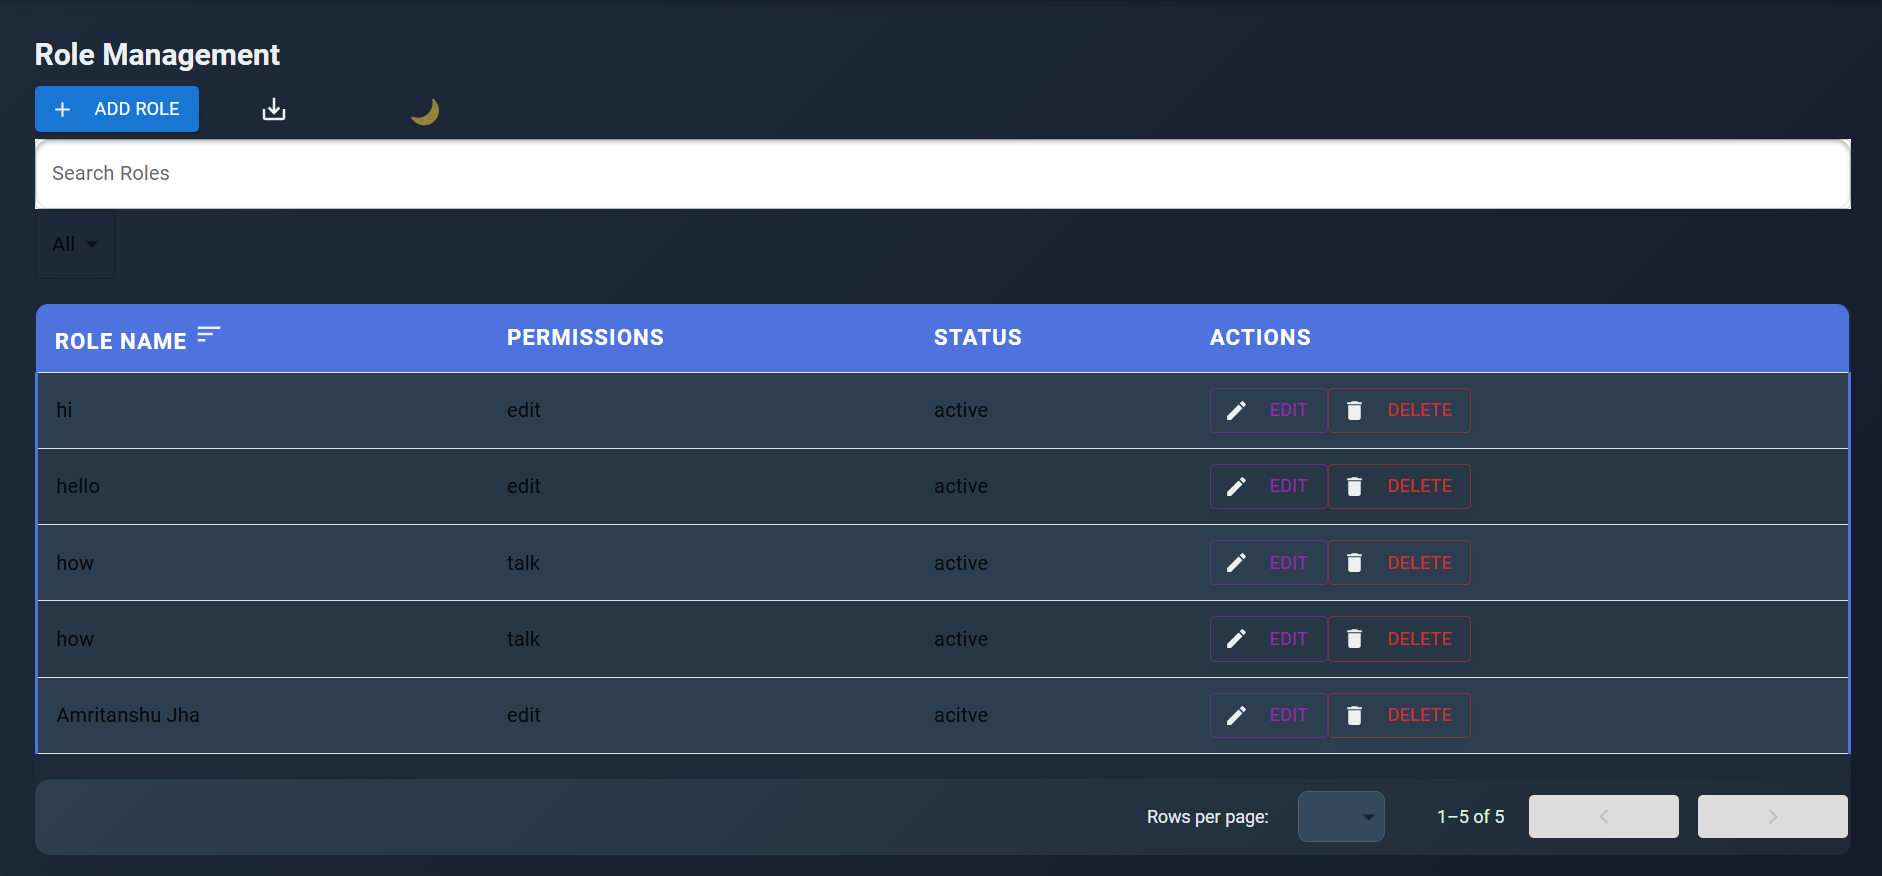 Role Management
ADD ROLE
Search Roles
All
ROLE NAME PERMISSIONS STATUS ACTIONS
hi edit active EDIT DELETE
hello edit active EDIT DELETE
how talk active EDIT DELETE
how talk active EDIT DELETE
Amritanshu Jha edit acitve EDIT DELETE
Rows per page: 1–5 of 5